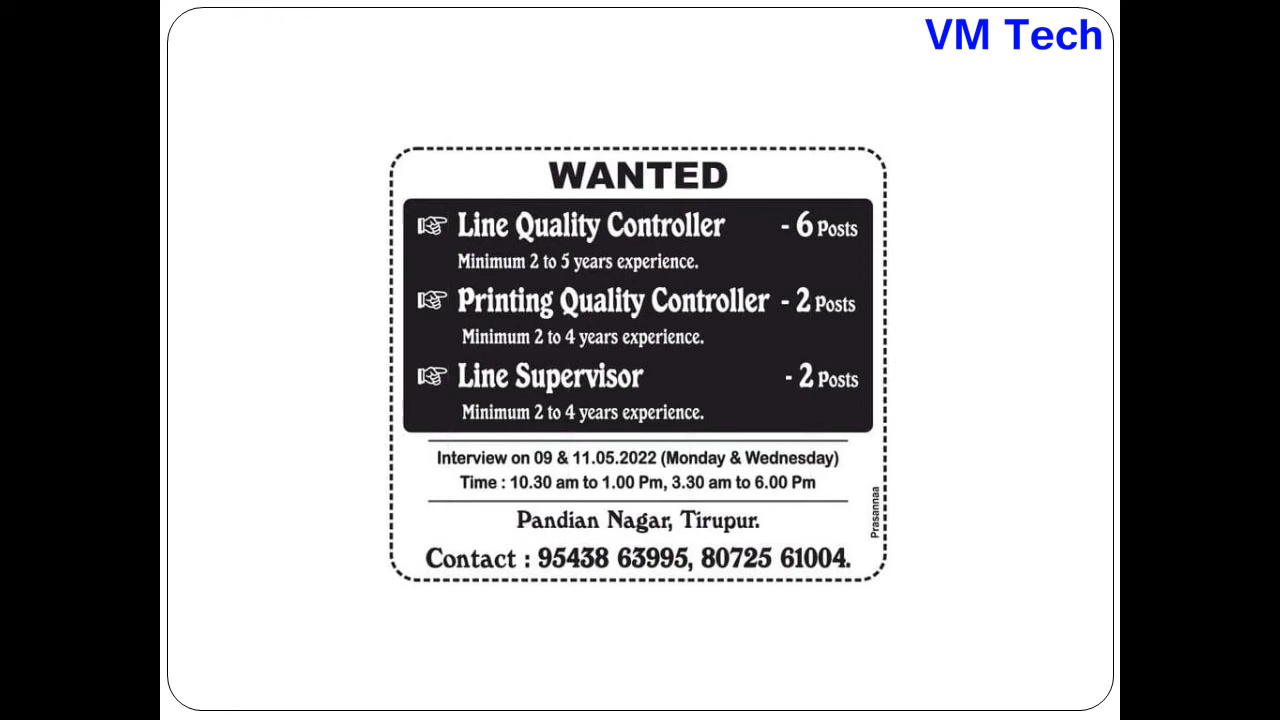 VM Tech
WANTED
Line Quality Controller - 6 Posts
Minimum 2 to 5 years experience.
Printing Quality Controller - 2 Posts
Minimum 2 to 4 years experience.
Line Supervisor - 2 Posts
Minimum 2 to 4 years experience.
Interview on 09 & 11.05.2022 (Monday & Wednesday)
Time : 10.30 am to 1.00 Pm, 3.30 am to 6.00 Pm
Pandian Nagar, Tirupur.
Contact : 95438 63995, 80725 61004.
Prasannaa